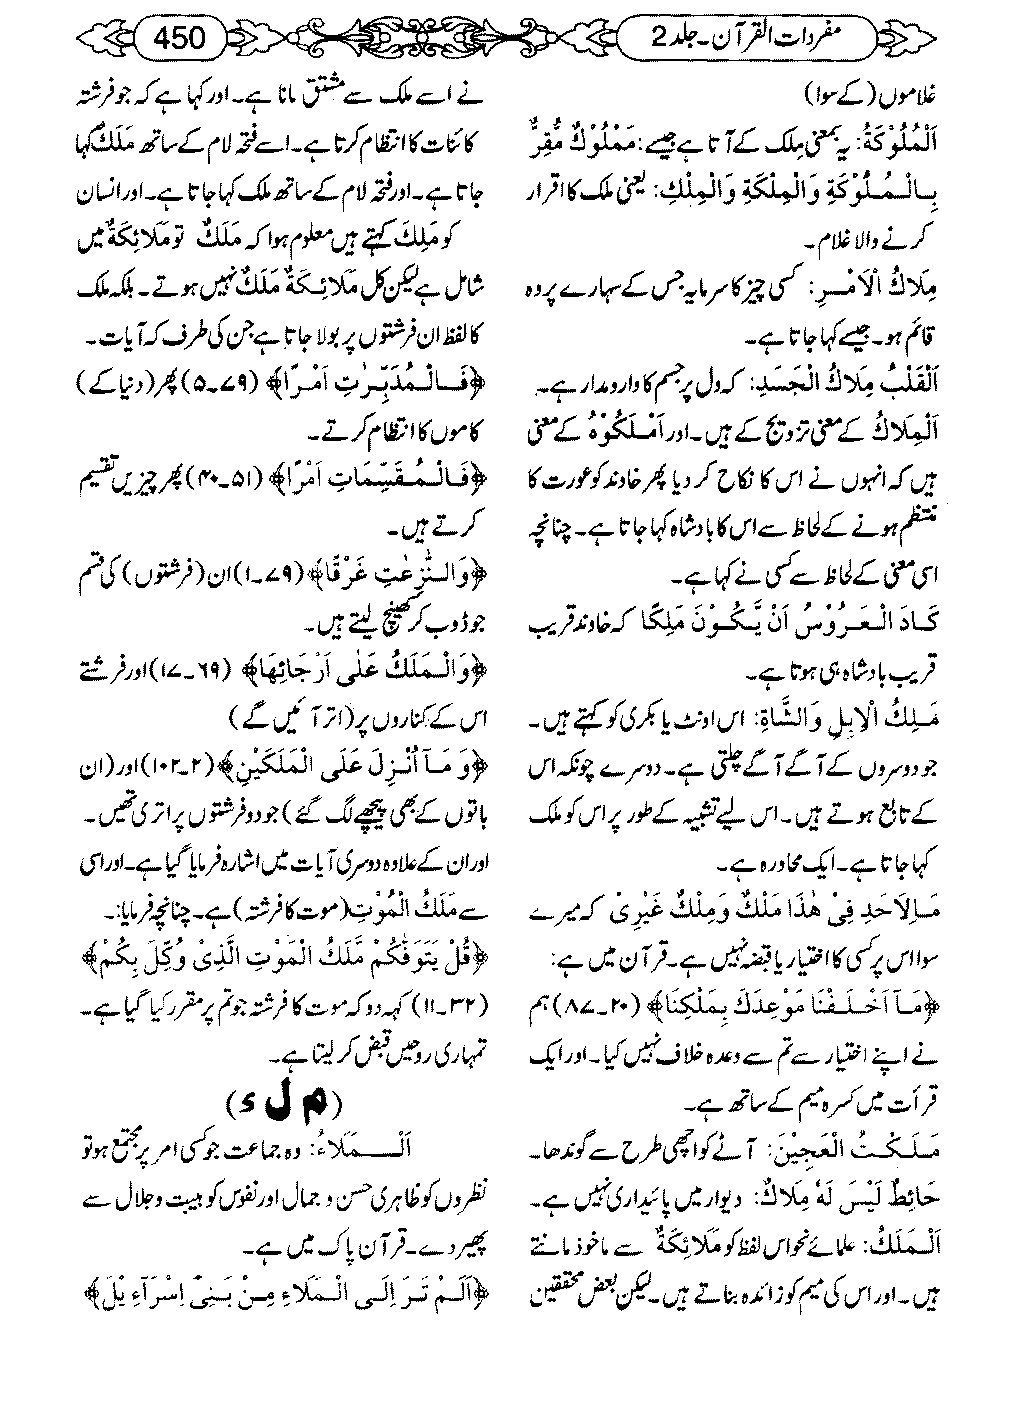 مفردات القرآن۔جلد 2
450
غلاموں (کے سوا)
اَلْمُلُوْکَۃُ: یہ بمعنی مِلک کے آتا ہے جیسے: مَمْلُوْکٌ مُقِرٌّ
بِالْمُلُوْکَۃِ وَالْمِلْکَۃِ وَالْمِلْكِ: یعنی ملک کا اقرار
کرنے والا غلام۔
مِلَاكُ الْاَمْرِ: کسی چیز کا سرمایہ جس کے سہارے پر وہ
قائم ہو۔ جیسے کہا جاتا ہے۔
اَلْقَلْبُ مِلَاكُ الْجَسَدِ: کہ دل پر جسم کا دارومدار ہے۔
اَلْمِلَاكُ کے معنی تزویج کے ہیں۔ اور اَمْلَکُوْہُ کے معنی
ہیں کہ انہوں نے اس کا نکاح کر دیا پھر خاوند کو عورت کا
منتظم ہونے کے لحاظ سے اس کا بادشاہ کہا جاتا ہے۔ چنانچہ
اسی معنی کے لحاظ سے کسی نے کہا ہے۔
کَادَ الْعَرُوْسُ اَنْ یَّکُوْنَ مَلِکًا کہ خاوند قریب
قریب بادشاہ ہی ہوتا ہے۔
مَلِكُ الْاِبِلِ وَالشَّاۃِ: اس اونٹ یا بکری کو کہتے ہیں۔
جو دوسروں کے آگے آگے چلتی ہے۔ دوسرے چونکہ اس
کے تابع ہوتے ہیں۔ اس لیے تشبیہ کے طور پر اس کو ملک
کہا جاتا ہے۔ ایک محاورہ ہے۔
مَا لِاَحَدٍ فِیْ ھٰذَا مَلْكٌ وَمِلْكٌ غَیْرِیْ کہ میرے
سوا اس پر کسی کا اختیار یا قبضہ نہیں ہے۔ قرآن میں ہے:
﴿مَآ اَخْلَفْنَا مَوْعِدَكَ بِمَلْکِنَا﴾ (۲۰۔۸۷) ہم
نے اپنے اختیار سے تم سے وعدہ خلاف نہیں کیا۔ اور ایک
قرأت میں کسرہ میم کے ساتھ ہے۔
مَلَکْتُ الْعَجِیْنَ: آٹے کو اچھی طرح سے گوندھا۔
حَائِطٌ لَیْسَ لَہٗ مِلَاكٌ: دیوار میں پائیداری نہیں ہے۔
اَلْمَلَكُ: علمائے نحو اس لفظ کو مَلَائِکَۃٌ سے ماخوذ مانتے
ہیں۔ اور اس کی میم کو زائدہ بناتے ہیں۔ لیکن بعض محققین
نے اسے ملک سے مشتق مانا ہے۔ اور کہا ہے کہ جو فرشتہ
کائنات کا انتظام کرتا ہے۔ اسے فتحہ لام کے ساتھ مَلَكٌ کہا
جاتا ہے۔ اور فتحہ لام کے ساتھ ملک کہا جاتا ہے۔ اور انسان
کو مَلِك کہتے ہیں معلوم ہوا کہ مَلَكٌ تو مَلَائِکَۃٌ میں
شامل ہے لیکن کل مَلَائِکَۃٌ مَلَكٌ نہیں ہوتے۔ بلکہ ملک
کا لفظ ان فرشتوں پر بولا جاتا ہے جن کی طرف کہ آیات۔
﴿فَالْمُدَبِّرٰتِ اَمْرًا﴾ (۷۹۔۵) پھر (دنیا کے)
کاموں کا انتظام کرتے۔
﴿فَالْمُقَسِّمَاتِ اَمْرًا﴾ (۵۱۔۴۰) پھر چیزیں تقسیم
کرتے ہیں۔
﴿وَالنّٰزِعٰتِ غَرْقًا﴾ (۷۹۔۱) ان (فرشتوں) کی قسم
جو ڈوب کر کھینچ لیتے ہیں۔
﴿وَالْمَلَكُ عَلٰی اَرْجَائِھَا﴾ (۶۹۔۱۷) اور فرشتے
اس کے کناروں پر (اتر آئیں گے)
﴿وَمَآ اُنْزِلَ عَلَی الْمَلَکَیْنِ﴾ (۲۔۱۰۲) اور (ان
باتوں کے بھی پیچھے لگ گئے) جو دو فرشتوں پر اتری تھیں۔
اور ان کے علاوہ دوسری آیات میں اشارہ فرمایا گیا ہے۔ اور اسی
سے مَلَكُ الْمَوْتِ (موت کا فرشتہ) ہے۔ چنانچہ فرمایا:۔
﴿قُلْ یَتَوَفّٰکُمْ مَّلَكُ الْمَوْتِ الَّذِیْ وُکِّلَ بِکُمْ﴾
(۳۲۔۱۱) کہہ دو کہ موت کا فرشتہ جو تم پر مقرر کیا گیا ہے۔
تمہاری روحیں قبض کر لیتا ہے۔
(م ل ء)
اَلْمَلَاءُ: وہ جماعت جو کسی امر پر مجتمع ہو تو
نظروں کو ظاہری حسن و جمال اور نفوس کو ہیبت و جلال سے
پھیر دے۔ قرآن پاک میں ہے۔
﴿اَلَمْ تَرَ اِلَی الْمَلَاءِ مِنْ بَنِیْ اِسْرَآءِیْلَ﴾